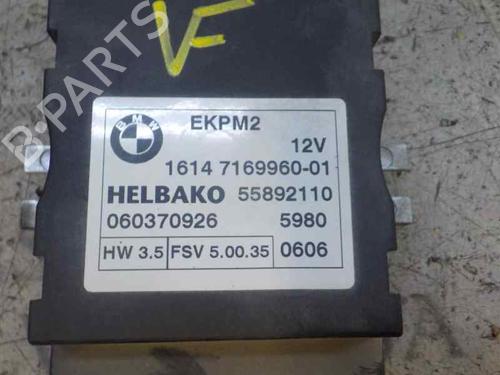 VF
B-PARTS
BMW
EKPM2
12V
1614 7169960-01
HELBAKO 55892110
060370926 5980
HW 3.5 FSV 5.00.35 0606